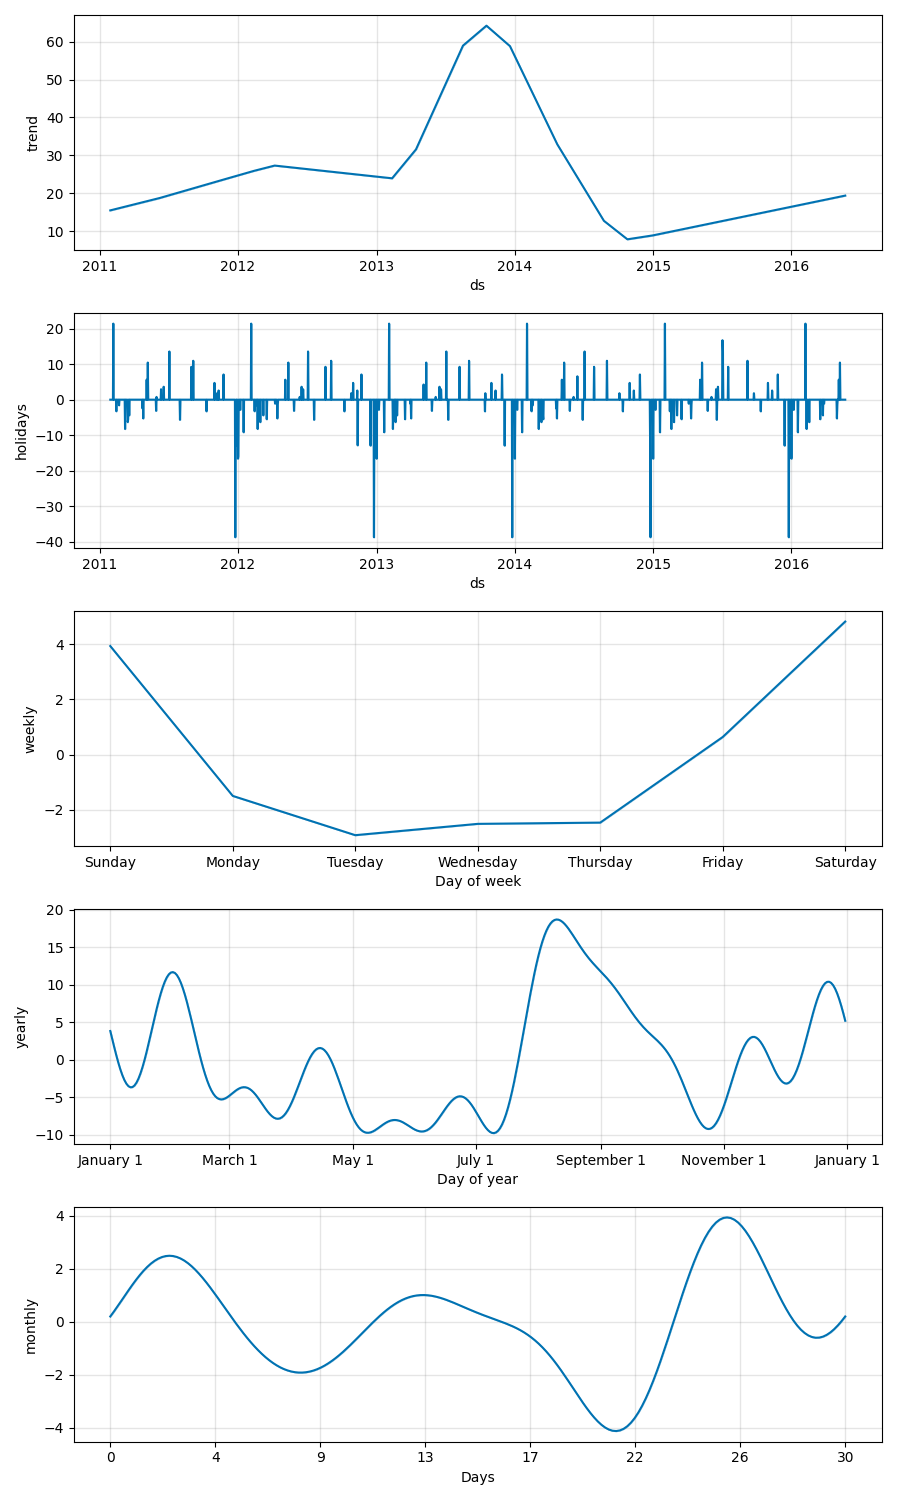 60
50
40
30
20
10
trend
2011 2012 2013 2014 2015 2016
ds
20
10
0
−10
−20
−30
−40
holidays
2011 2012 2013 2014 2015 2016
ds
4
2
0
−2
weekly
Sunday Monday Tuesday Wednesday Thursday Friday Saturday
Day of week
20
15
10
5
0
−5
−10
yearly
January 1 March 1 May 1 July 1 September 1 November 1 January 1
Day of year
4
2
0
−2
−4
monthly
0 4 9 13 17 22 26 30
Days